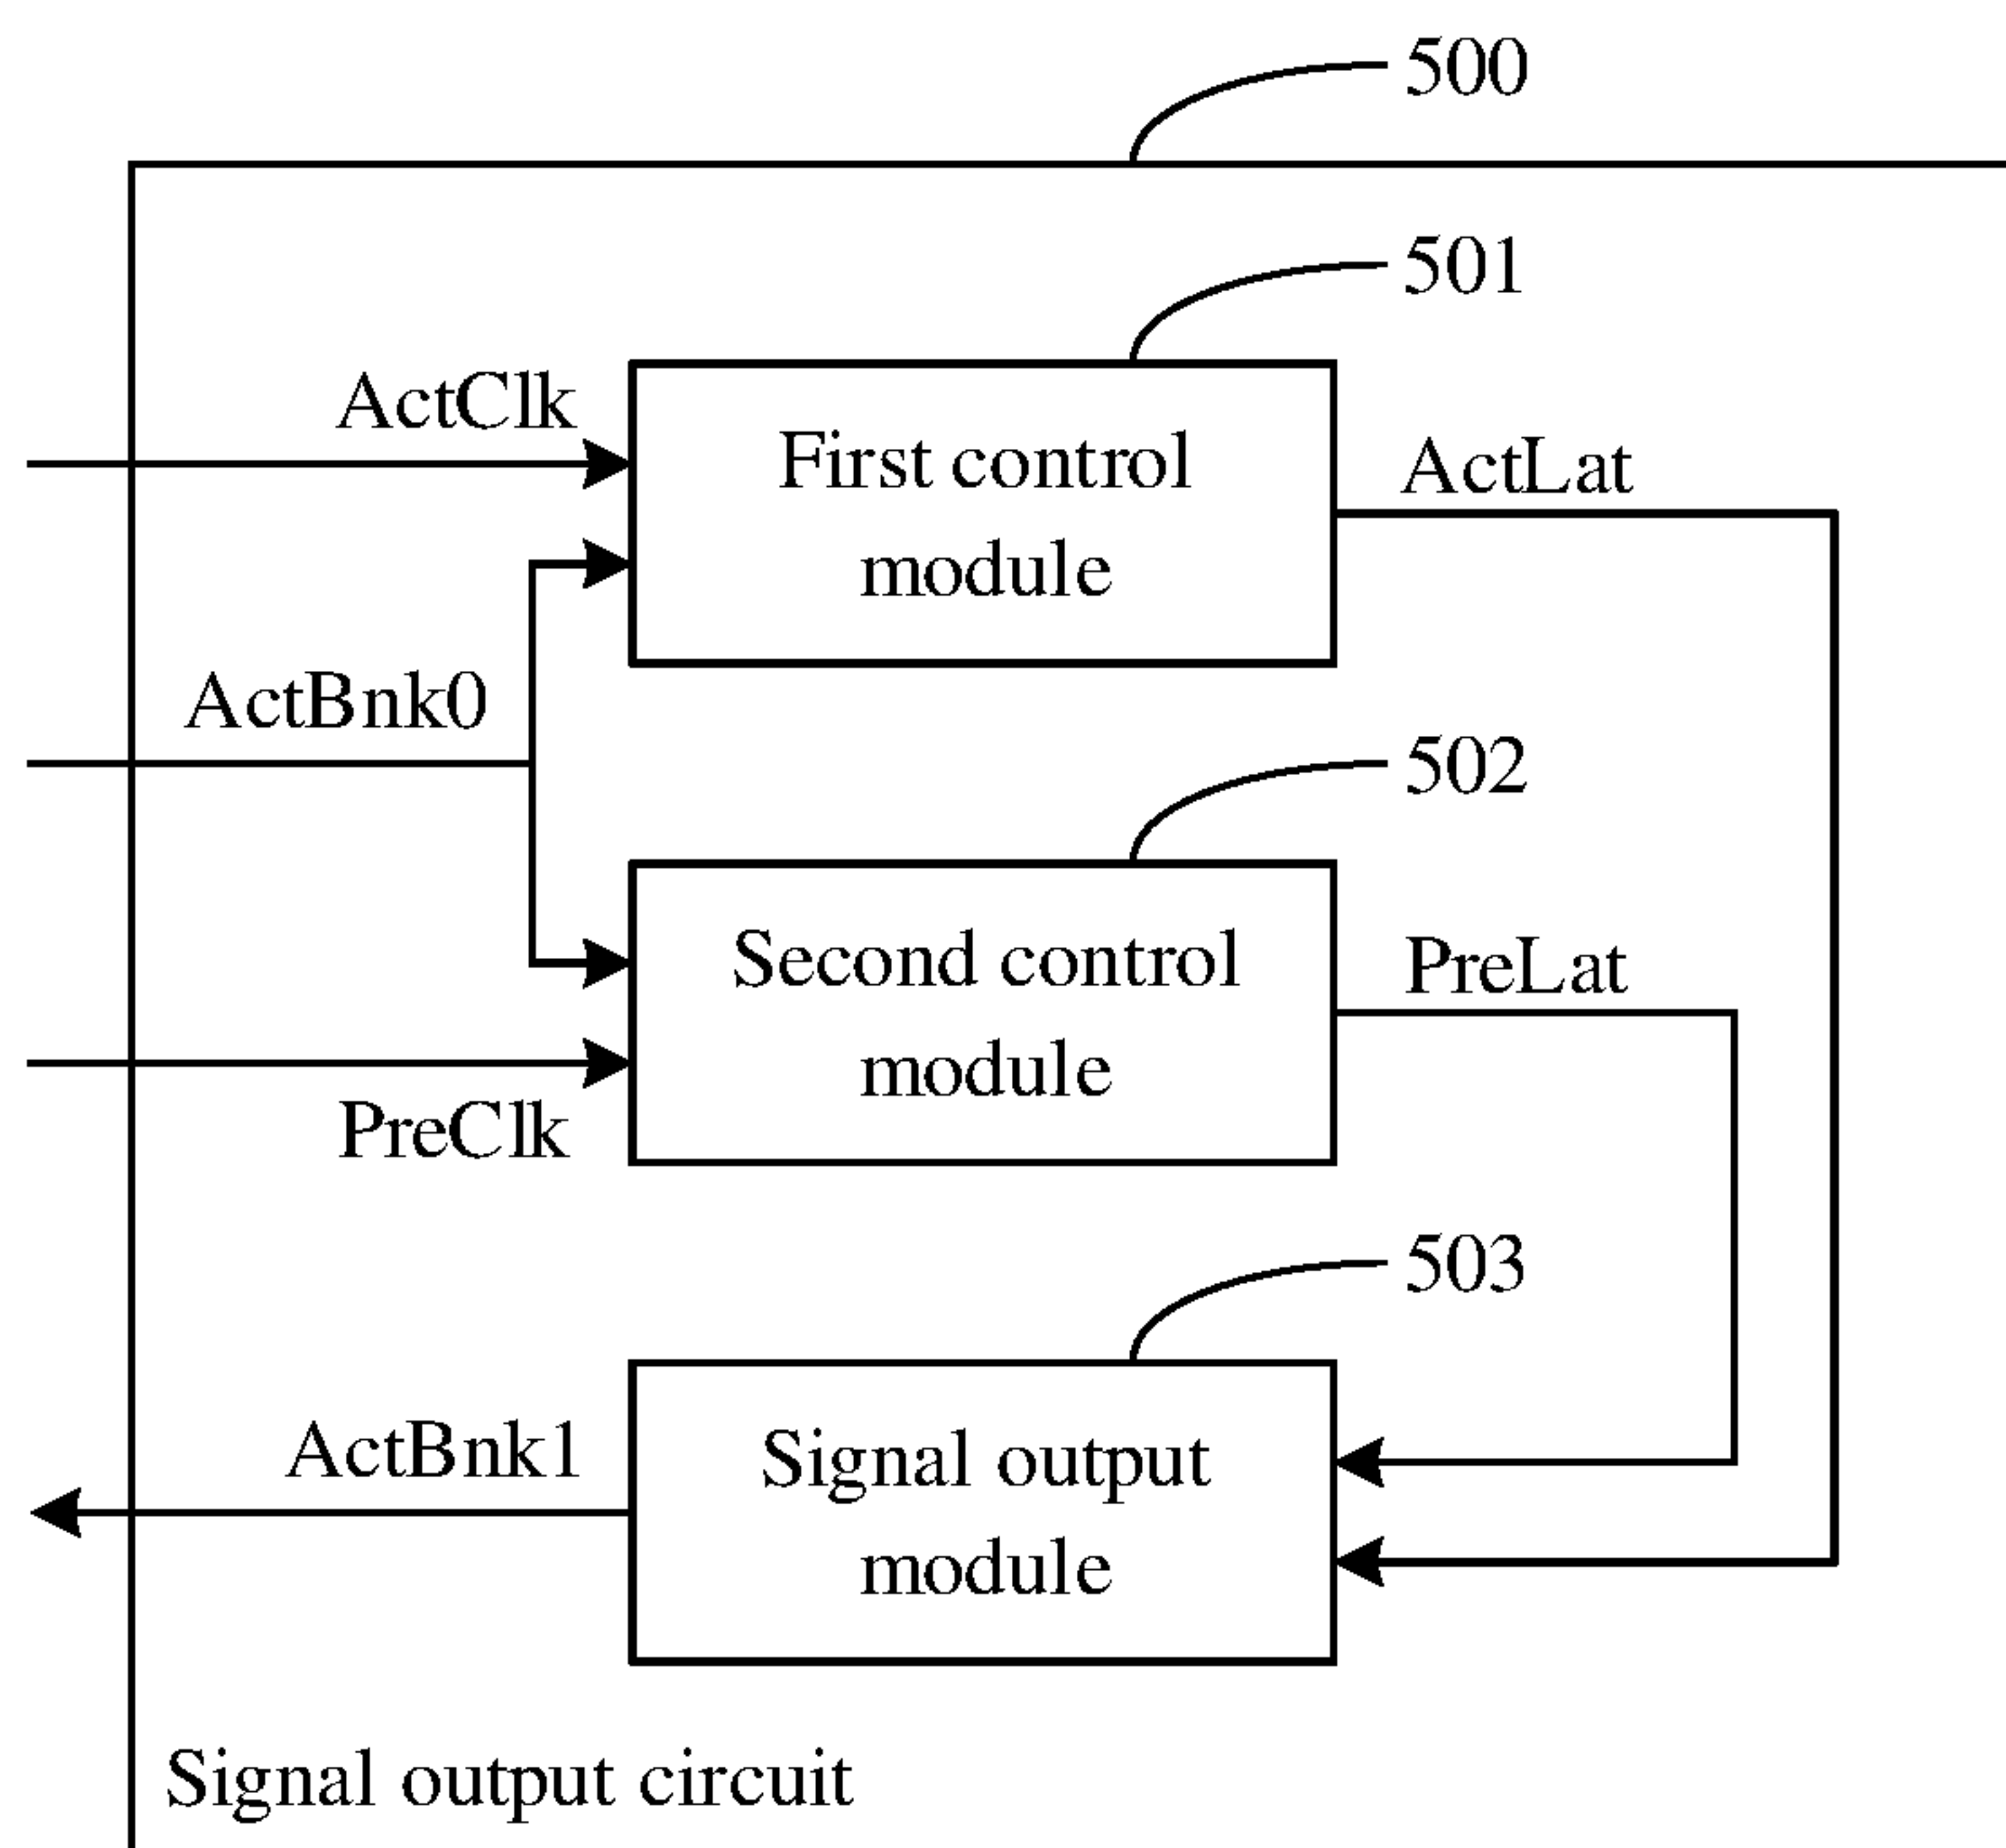 500
501
ActClk
First control
module
ActLat
ActBnk0
502
Second control
module
PreLat
PreClk
503
ActBnk1
Signal output
module
Signal output circuit